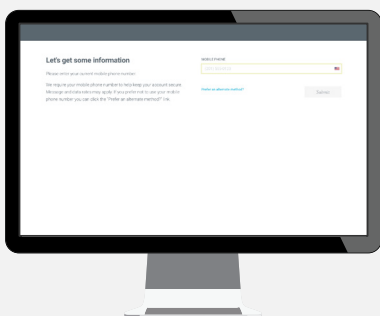 Let's get some information
Please enter your current mobile phone number.
We require your mobile phone number to help keep your account secure.
Message and data rates may apply. If you prefer not to use your mobile
phone number you can click the "Prefer an alternate method?" link.
MOBILE PHONE
Prefer an alternate method?